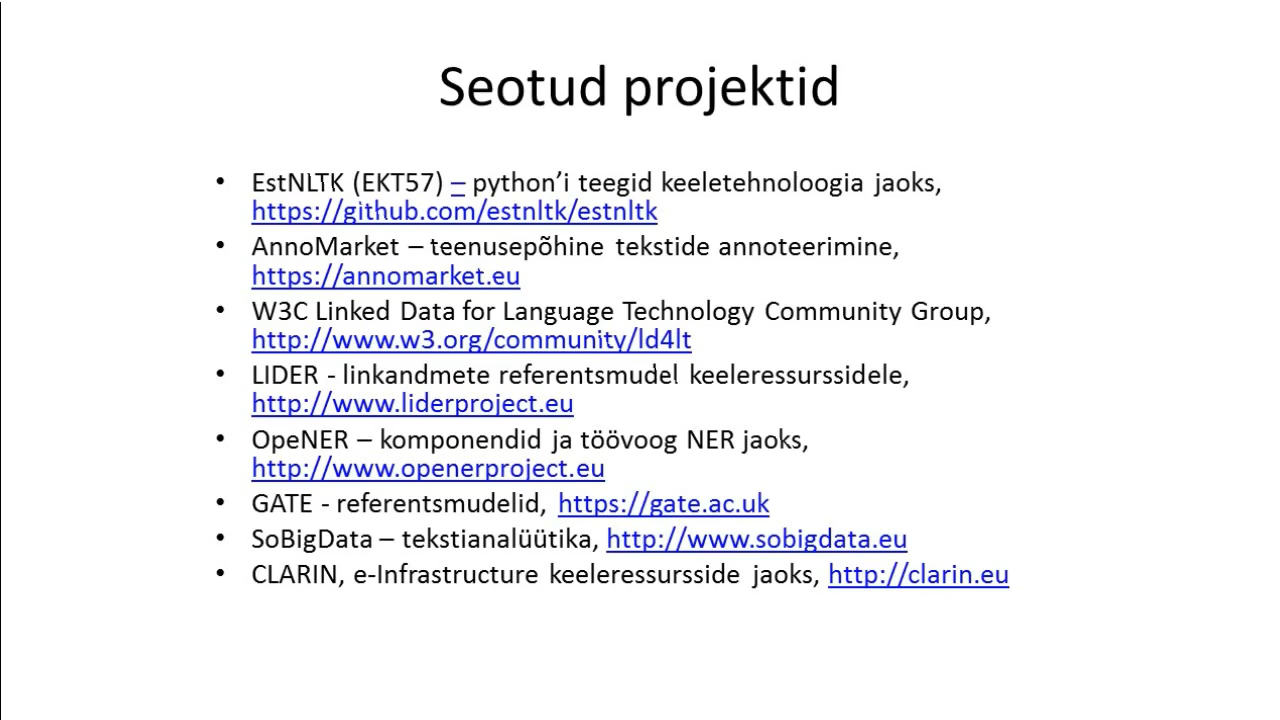 Seotud projektid
• EstNLTK (EKT57) – python’i teegid keeletehnoloogia jaoks,
https://github.com/estnltk/estnltk
• AnnoMarket – teenusepõhine tekstide annoteerimine,
https://annomarket.eu
• W3C Linked Data for Language Technology Community Group,
http://www.w3.org/community/ld4lt
• LIDER - linkandmete referentsmudel keeleressurssidele,
http://www.liderproject.eu
• OpeNER – komponendid ja töövoog NER jaoks,
http://www.openerproject.eu
• GATE - referentsmudelid, https://gate.ac.uk
• SoBigData – tekstianalüütika, http://www.sobigdata.eu
• CLARIN, e-Infrastructure keeleressursside jaoks, http://clarin.eu